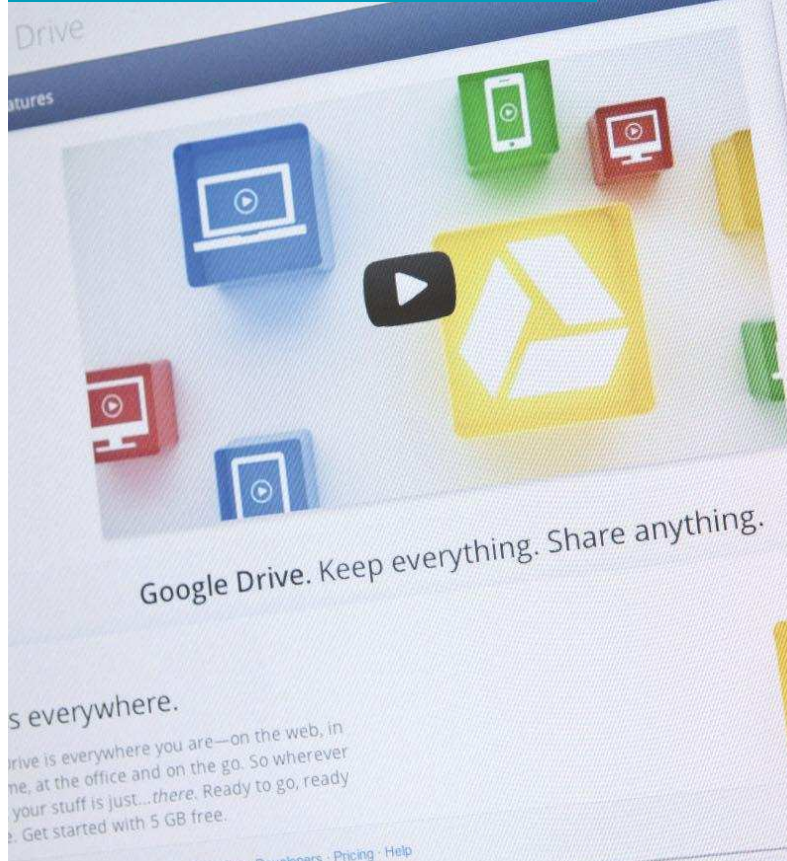 Drive
atures
Google Drive. Keep everything. Share anything.
s everywhere.
rive is everywhere you are—on the web, in
me, at the office and on the go. So wherever
your stuff is just...there. Ready to go, ready
. Get started with 5 GB free.
Developers · Pricing · Help